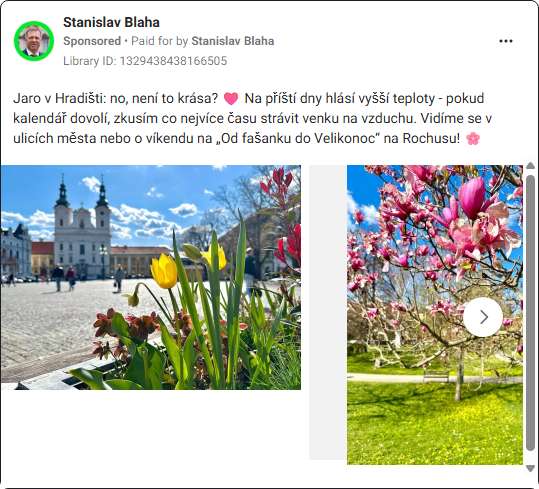 Stanislav Blaha
Sponsored • Paid for by Stanislav Blaha
Library ID: 1329438438166505
Jaro v Hradišti: no, není to krása? 💗 Na příští dny hlásí vyšší teploty - pokud
kalendář dovolí, zkusím co nejvíce času strávit venku na vzduchu. Vidíme se v
ulicích města nebo o víkendu na „Od fašanku do Velikonoc“ na Rochusu! 🌸